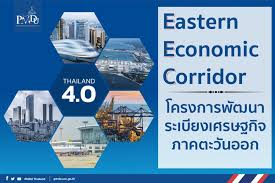 Eastern
Economic
Corridor
THAILAND
4.0
โครงการพัฒนา
ระเบียงเศรษฐกิจ
ภาคตะวันออก